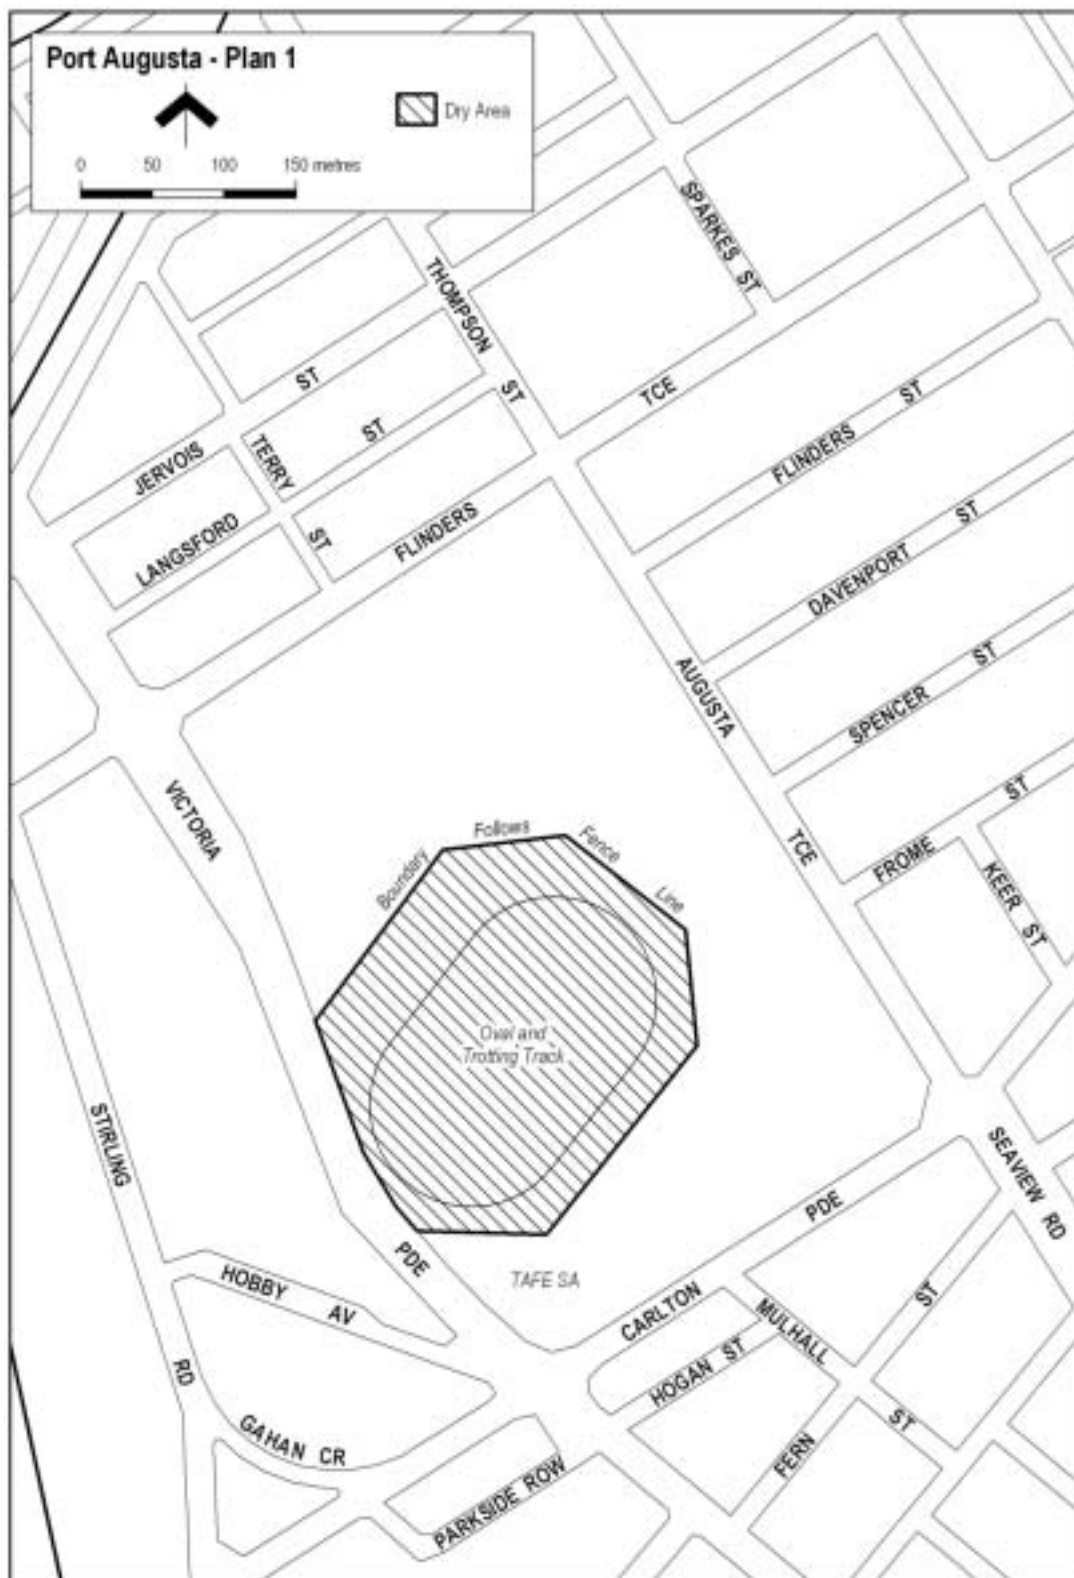 Port Augusta - Plan 1
Dry Area
0 50 100 150 metres
SPARKES ST
THOMPSON ST
JERVOIS ST
TERRY ST
LANGSFORD ST
FLINDERS
TCE
FLINDERS ST
DAVENPORT ST
SPENCER ST
AUGUSTA TCE
FROME ST
KEER ST
VICTORIA PDE
Boundary Follows Fence Line
Oval and
Trotting Track
STIRLING RD
SEAVIEW RD
HOBBY AV
TAFE SA
CARLTON PDE
MULHALL ST
HOGAN ST
FERN ST
GAHAN CR
PARKSIDE ROW